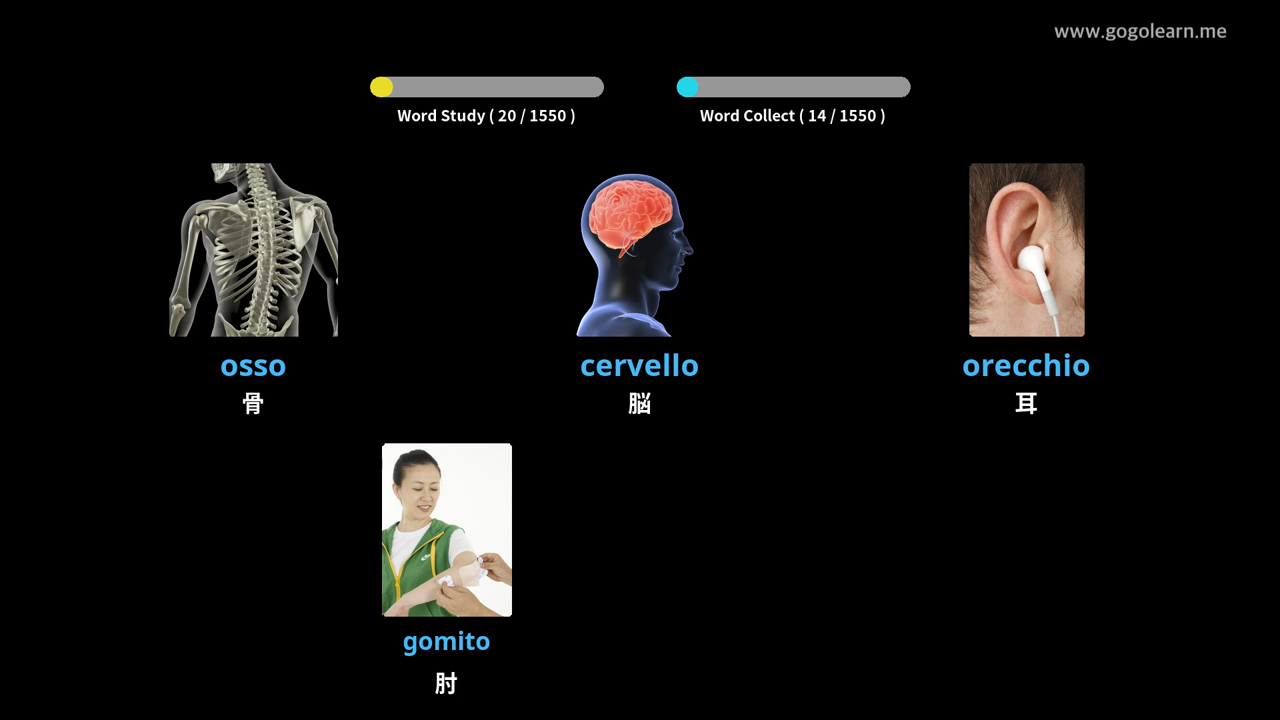 www.gogolearn.me
Word Study ( 20 / 1550 )
Word Collect ( 14 / 1550 )
osso
cervello
orecchio
骨
脳
耳
gomito
肘